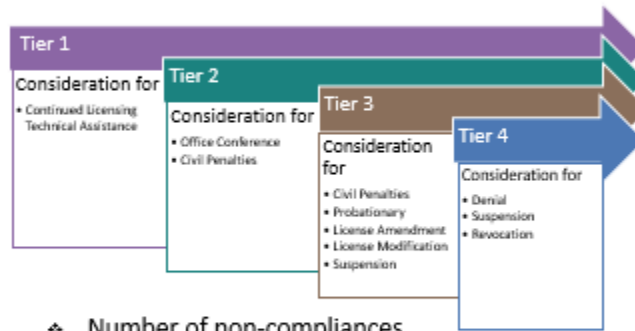 Tier 1
Consideration for
• Continued Licensing
Technical Assistance
Tier 2
Consideration for
• Office Conference
• Civil Penalties
Tier 3
Consideration
for
• Civil Penalties
• Probationary
• License Amendment
• License Modification
• Suspension
Tier 4
Consideration for
• Denial
• Suspension
• Revocation
❖ Number of non-compliances